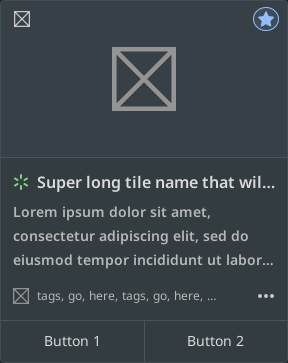 Super long tile name that wil...
Lorem ipsum dolor sit amet,
consectetur adipiscing elit, sed do
eiusmod tempor incididunt ut labor...
tags, go, here, tags, go, here, ...
Button 1
Button 2